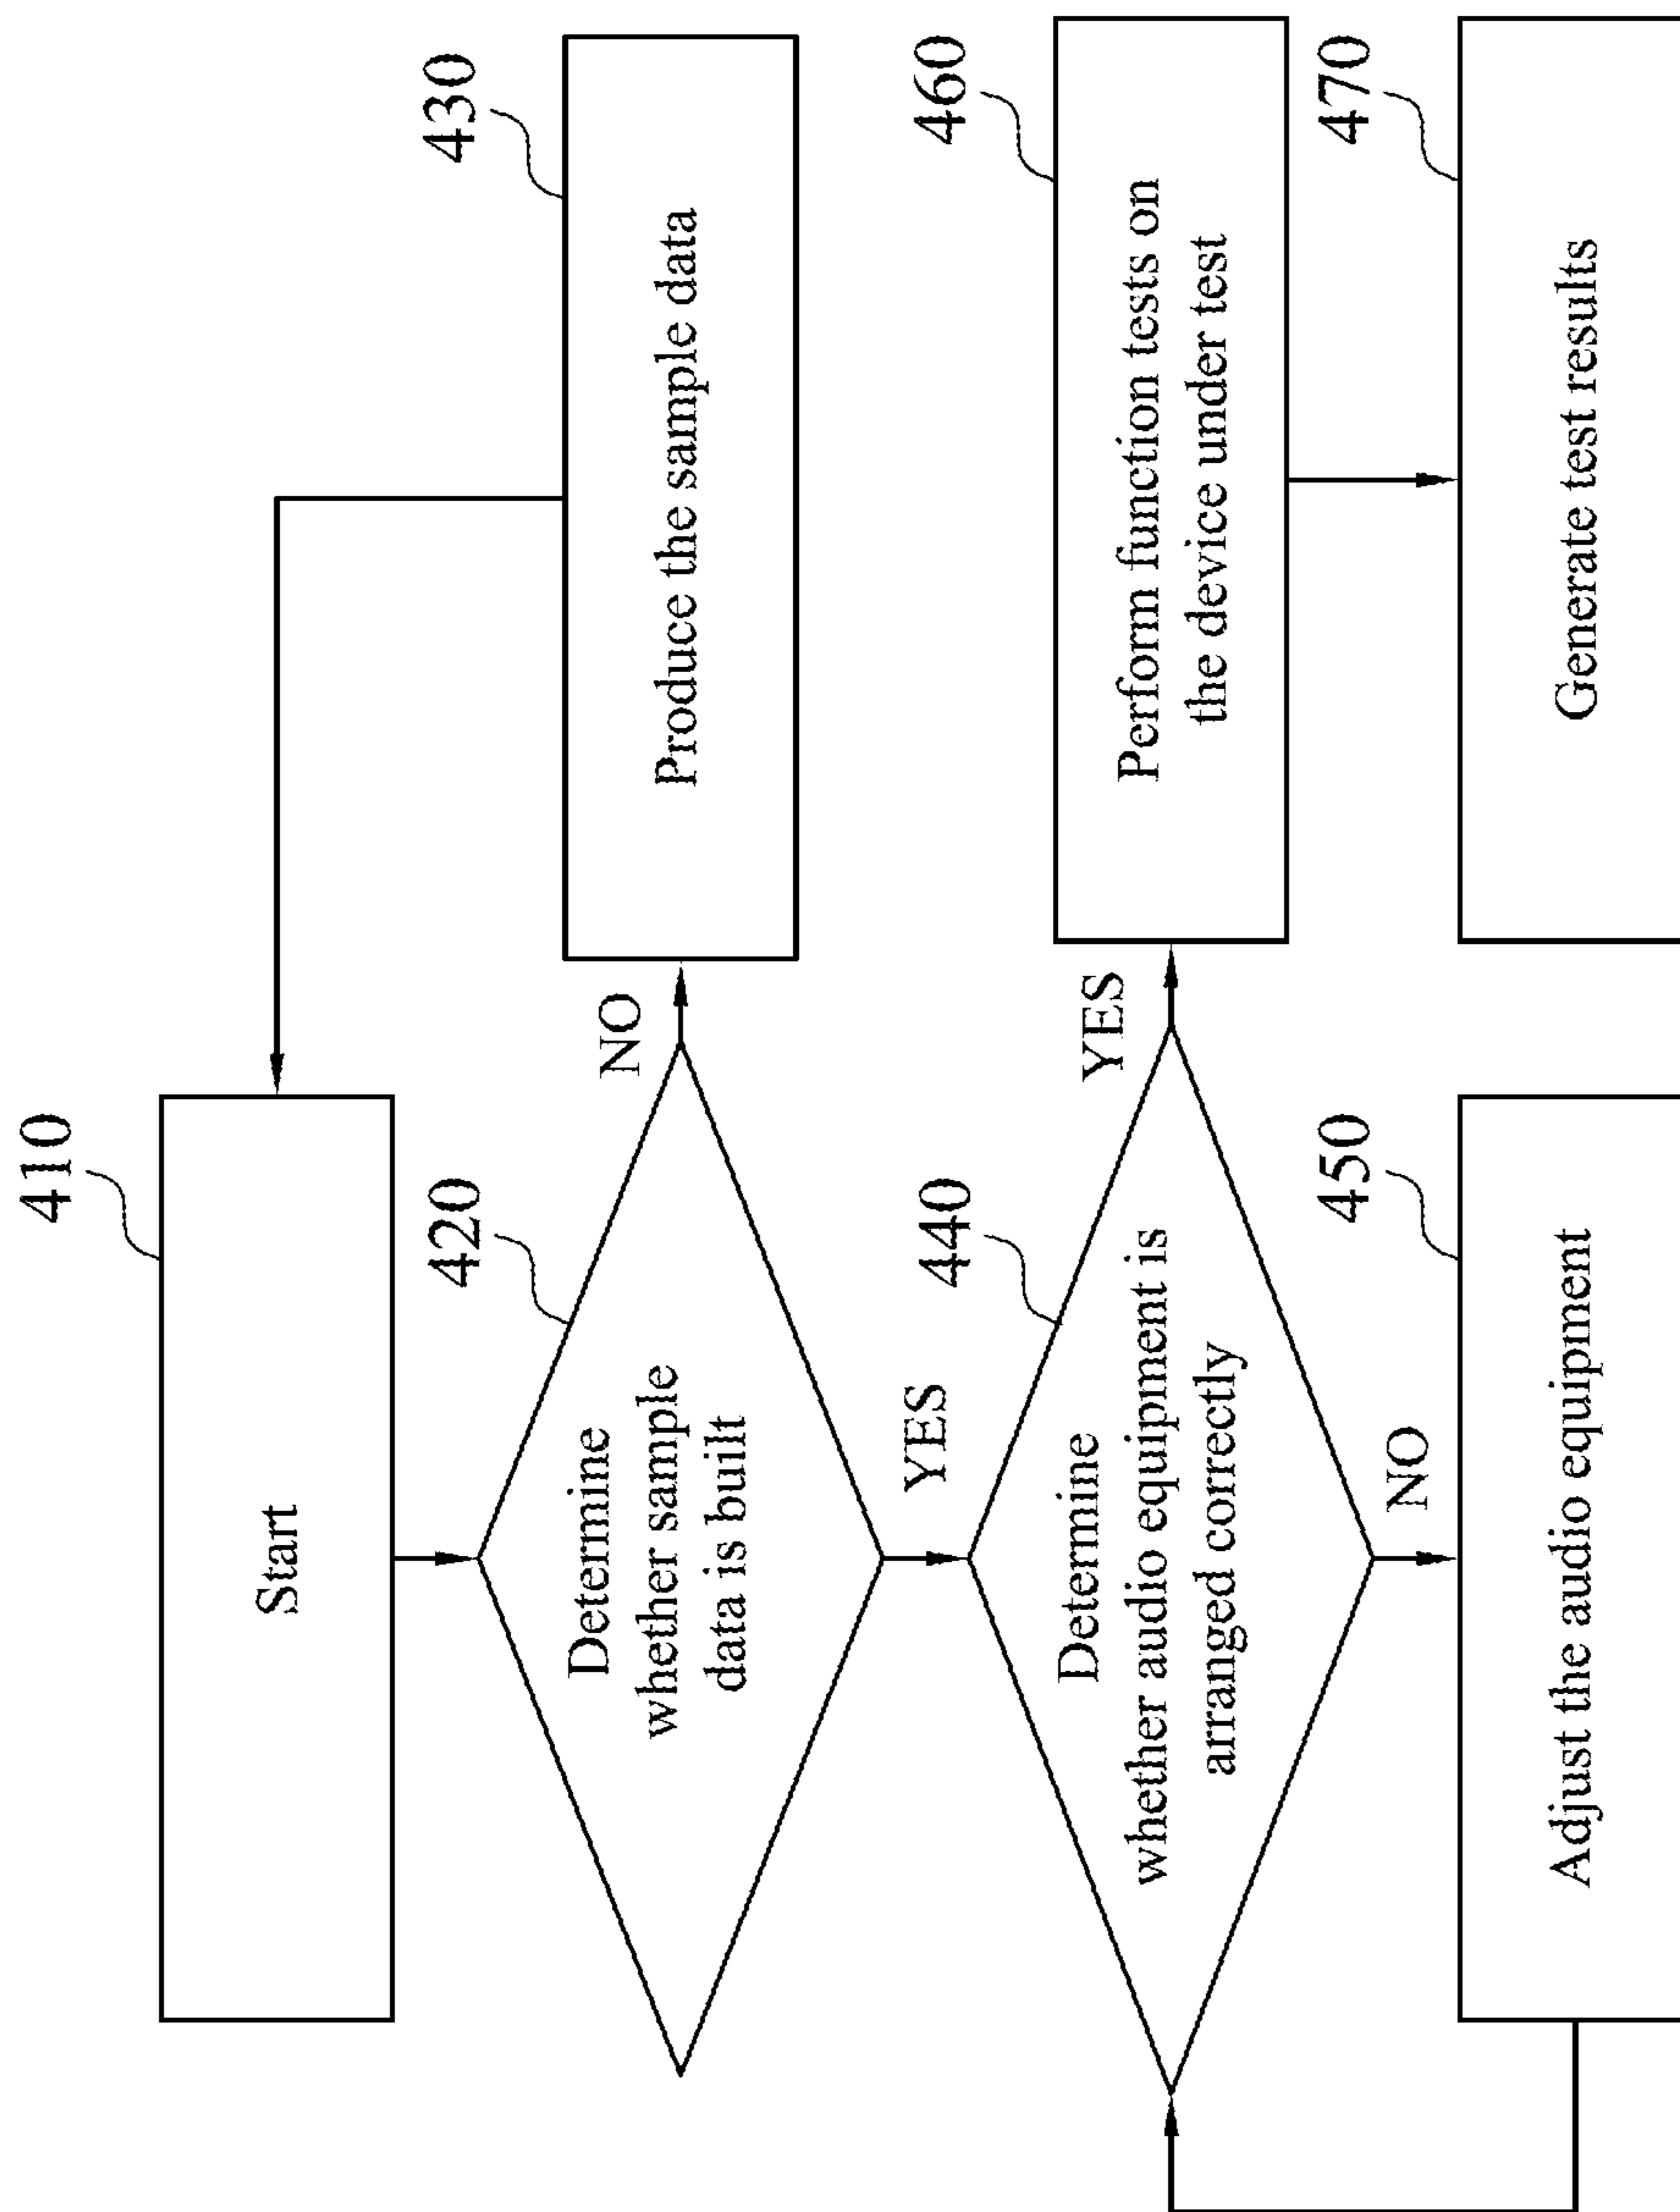 410
Start
420
Determine
whether sample
data is built
NO
430
Produce the sample data
YES
440
Determine
whether audio equipment is
arranged correctly
YES
460
Perform function tests on
the device under test
NO
450
Adjust the audio equipment
470
Generate test results